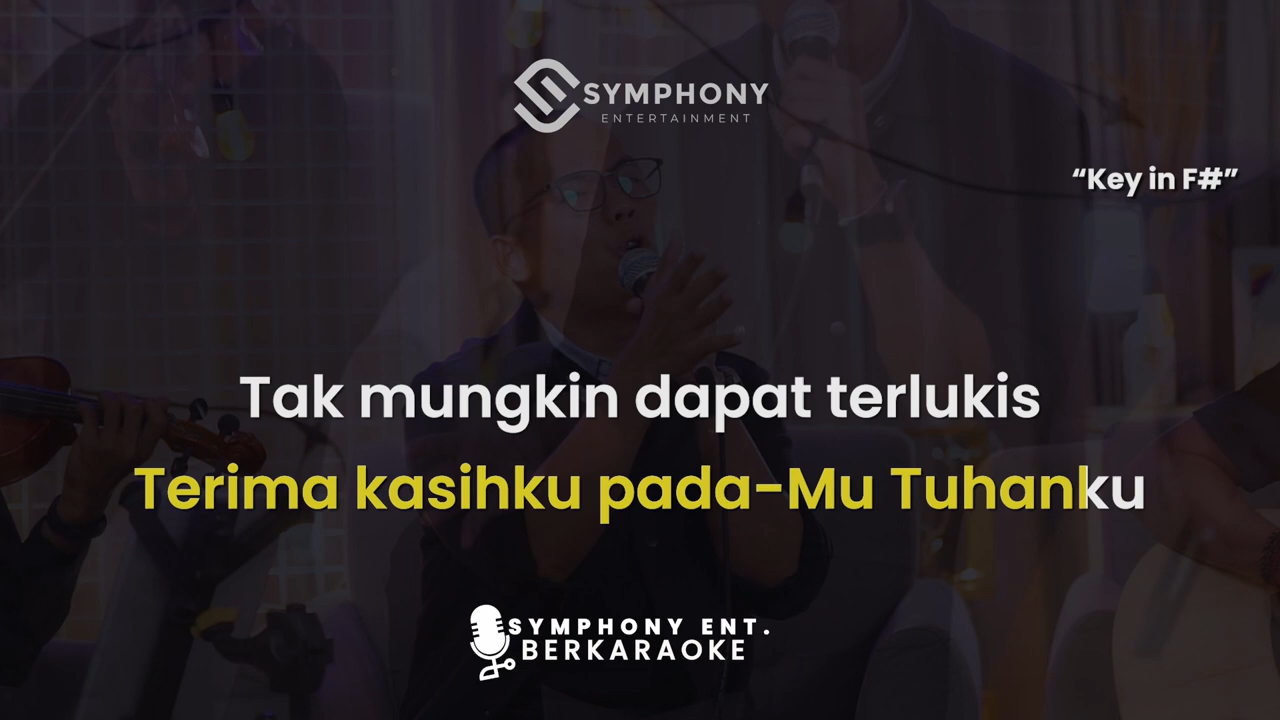 SYMPHONY
ENTERTAINMENT
“Key in F#”
Tak mungkin dapat terlukis
Terima kasihku pada-Mu Tuhanku
SYMPHONY ENT.
BERKARAOKE